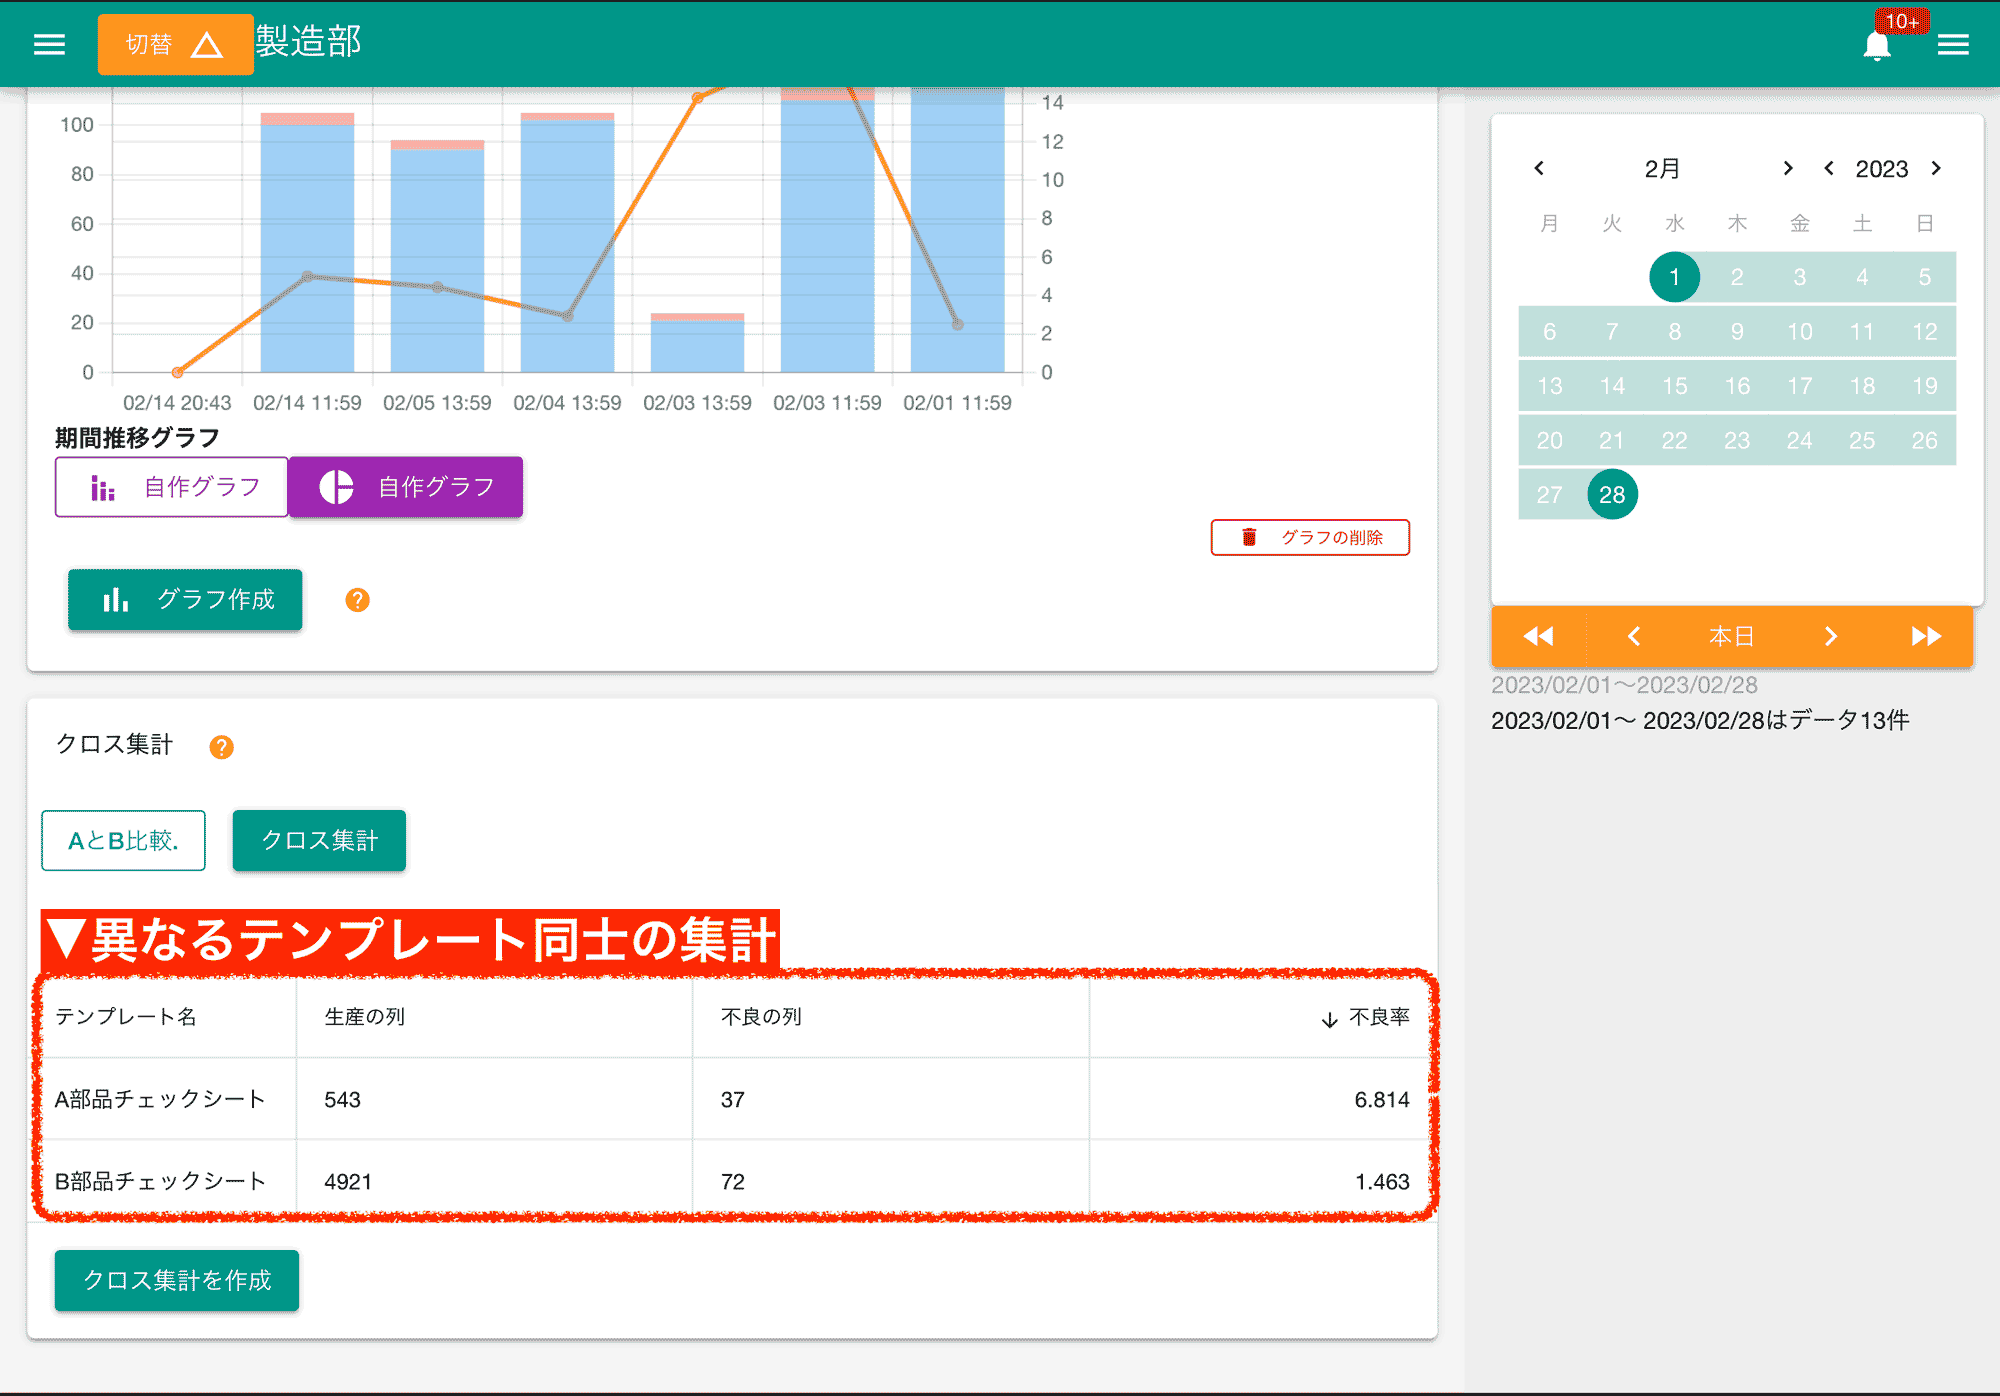 切替 製造部 10+
14
100 12
80 10
60 8
6
40 4
20 2
0 0
02/14 20:43 02/14 11:59 02/05 13:59 02/04 13:59 02/03 13:59 02/03 11:59 02/01 11:59
期間推移グラフ
自作グラフ 自作グラフ
グラフの削除
グラフ作成 ?
2月 2023
月 火 水 木 金 土 日
1 2 3 4 5
6 7 8 9 10 11 12
13 14 15 16 17 18 19
20 21 22 23 24 25 26
27 28
本日
2023/02/01〜2023/02/28
2023/02/01〜 2023/02/28はデータ13件
クロス集計 ?
AとB比較. クロス集計
▼異なるテンプレート同士の集計
テンプレート名 生産の列 不良の列 ↓ 不良率
A部品チェックシート 543 37 6.814
B部品チェックシート 4921 72 1.463
クロス集計を作成